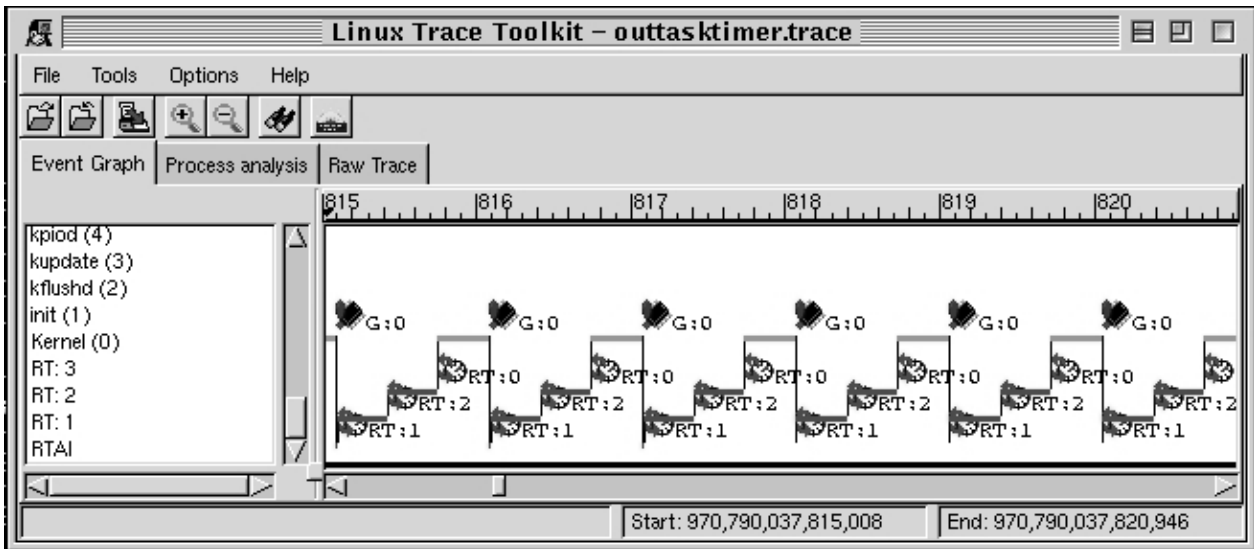 Linux Trace Toolkit – outtasktimer.trace
File Tools Options Help
Event Graph Process analysis Raw Trace
815 816 817 818 819 820
kpiod (4)
kupdate (3)
kflushd (2)
init (1)
Kernel (0)
RT: 3
RT: 2
RT: 1
RTAI
G:0 G:0 G:0 G:0 G:0 G:0
RT:0 RT:0 RT:0 RT:0 RT:0
RT:2 RT:2 RT:2 RT:2 RT:2 RT:2
RT:1 RT:1 RT:1 RT:1 RT:1 RT:1
Start: 970,790,037,815,008 End: 970,790,037,820,946